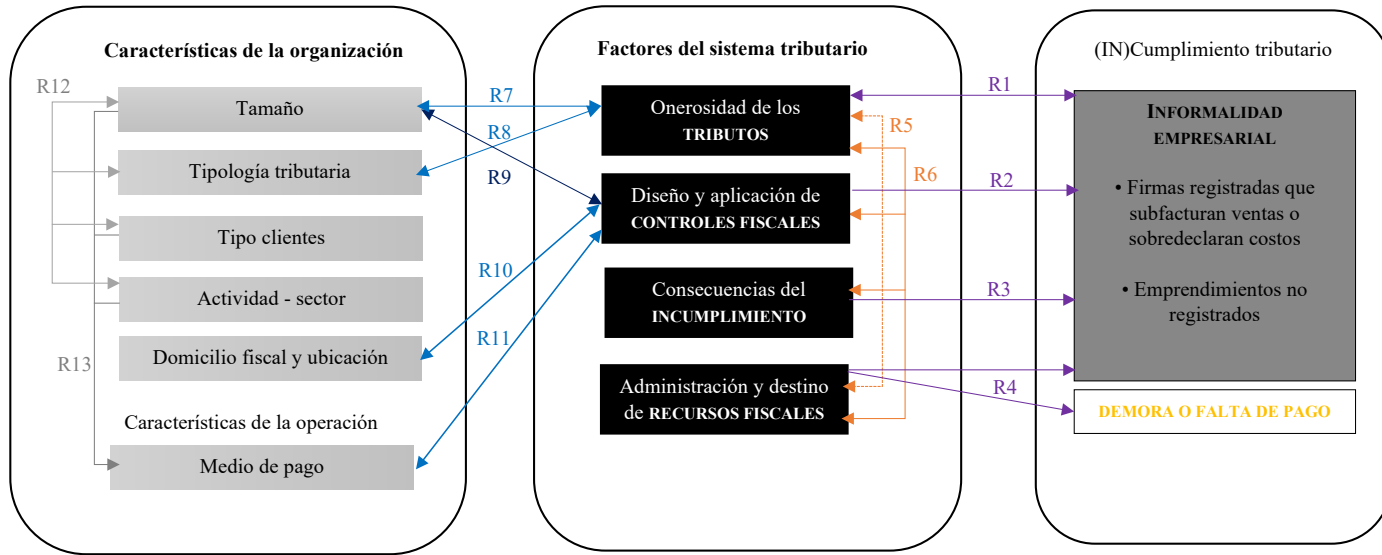 Características de la organización
R12
Tamaño
Tipología tributaria
Tipo clientes
Actividad - sector
Domicilio fiscal y ubicación
R13
Características de la operación
Medio de pago
R7
R8
R9
R10
R11
Factores del sistema tributario
Onerosidad de los
TRIBUTOS
Diseño y aplicación de
CONTROLES FISCALES
Consecuencias del
INCUMPLIMIENTO
Administración y destino
de RECURSOS FISCALES
R5
R6
R1
R2
R3
R4
(IN)Cumplimiento tributario
INFORMALIDAD
EMPRESARIAL
• Firmas registradas que
subfacturan ventas o
sobredeclaran costos
• Emprendimientos no
registrados
DEMORA O FALTA DE PAGO